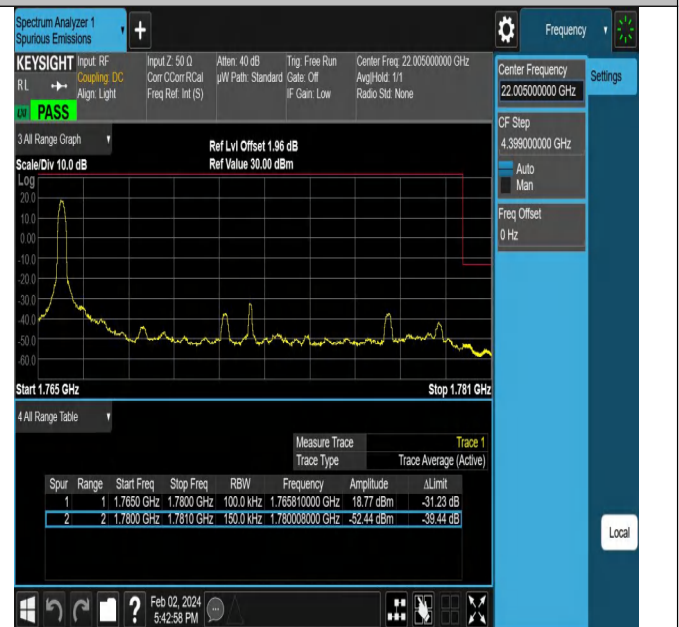 Spectrum Analyzer 1
Spurious Emissions
+
Frequency
KEYSIGHT
RL
PASS
Input: RF
Coupling: DC
Align: Light
Input Z: 50 Ω
Corr CCorr RCal
Freq Ref: Int (S)
Atten: 40 dB
µW Path: Standard
Trig: Free Run
Gate: Off
IF Gain: Low
Center Freq: 22.005000000 GHz
Avg|Hold: 1/1
Radio Std: None
Center Frequency
22.005000000 GHz
Settings
CF Step
4.399000000 GHz
Auto
Man
Freq Offset
0 Hz
3 All Range Graph
Scale/Div 10.0 dB
Ref Lvl Offset 1.96 dB
Ref Value 30.00 dBm
Log
20.0
10.0
0.00
-10.0
-20.0
-30.0
-40.0
-50.0
-60.0
Start 1.765 GHz
Stop 1.781 GHz
4 All Range Table
Measure Trace Trace 1
Trace Type Trace Average (Active)
Spur Range Start Freq Stop Freq RBW Frequency Amplitude ΔLimit
1 1 1.7650 GHz 1.7800 GHz 100.0 kHz 1.765810000 GHz 18.77 dBm -31.23 dB
2 2 1.7800 GHz 1.7810 GHz 150.0 kHz 1.780008000 GHz -52.44 dBm -39.44 dB
Local
?
Feb 02, 2024
5:42:58 PM